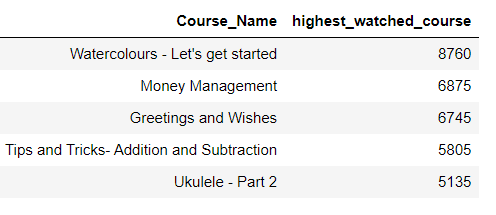 Course_Name highest_watched_course
Watercolours - Let's get started 8760
Money Management 6875
Greetings and Wishes 6745
Tips and Tricks- Addition and Subtraction 5805
Ukulele - Part 2 5135